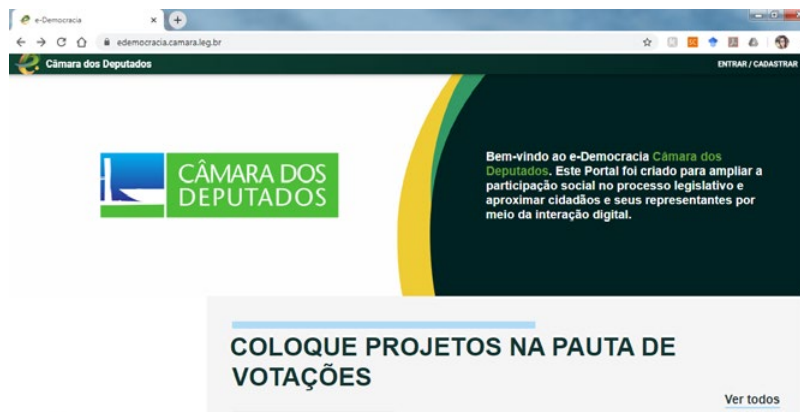 e-Democracia
edemocracia.camara.leg.br
Câmara dos Deputados
ENTRAR / CADASTRAR
CÂMARA DOS
DEPUTADOS
Bem-vindo ao e-Democracia Câmara dos
Deputados. Este Portal foi criado para ampliar a
participação social no processo legislativo e
aproximar cidadãos e seus representantes por
meio da interação digital.
COLOQUE PROJETOS NA PAUTA DE
VOTAÇÕES
Ver todos